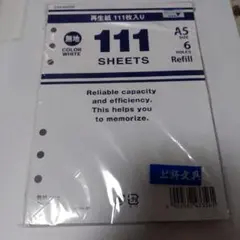 再生紙 111枚入り
無地
COLOR
WHITE
111
SHEETS
A5
SIZE
6
HOLES
Refill
Reliable capacity
and efficiency.
This helps you
to memorize.